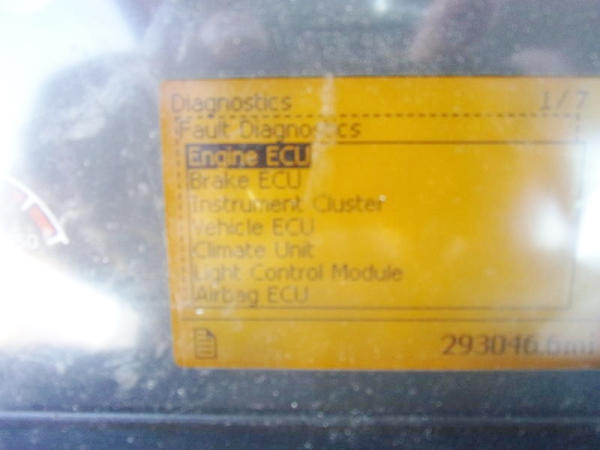 Diagnostics 1/7
Fault Diagnostics
Engine ECU
Brake ECU
Instrument Cluster
Vehicle ECU
Climate Unit
Light Control Module
Airbag ECU
293046.6mi